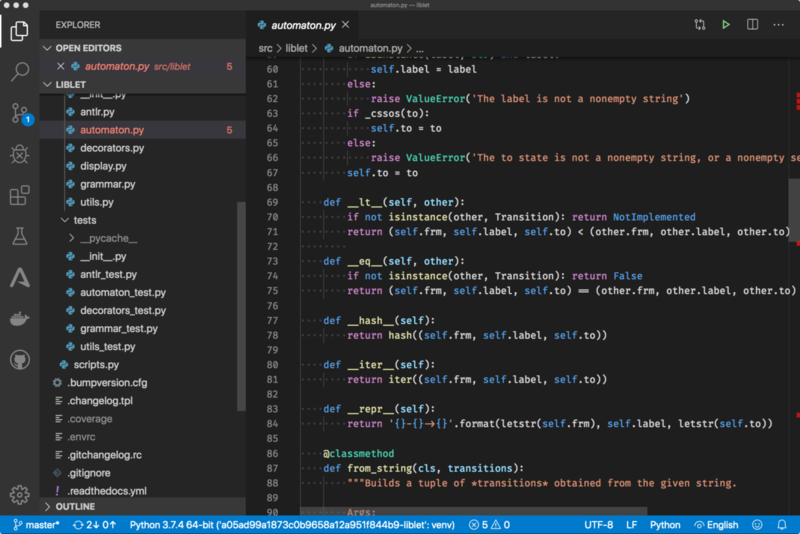 automaton.py — liblet
EXPLORER
OPEN EDITORS
automaton.py src/liblet 5
LIBLET
__init__.py
antlr.py
automaton.py 5
decorators.py
display.py
grammar.py
utils.py
tests
__pycache__
__init__.py
antlr_test.py
automaton_test.py
decorators_test.py
grammar_test.py
utils_test.py
scripts.py
.bumpversion.cfg
.changelog.tpl
.coverage
.envrc
.gitchangelog.rc
.gitignore
.readthedocs.yml
OUTLINE
1
automaton.py
src > liblet > automaton.py > ...
60 self.label = label
61 else:
62 raise ValueError('The label is not a nonempty string')
63 if _cssos(to):
64 self.to = to
65 else:
66 raise ValueError('The to state is not a nonempty string, or a nonempty se
67 self.to = to
68
69 def __lt__(self, other):
70 if not isinstance(other, Transition): return NotImplemented
71 return (self.frm, self.label, self.to) < (other.frm, other.label, other.to)
72
73 def __eq__(self, other):
74 if not isinstance(other, Transition): return False
75 return (self.frm, self.label, self.to) == (other.frm, other.label, other.to)
76
77 def __hash__(self):
78 return hash((self.frm, self.label, self.to))
79
80 def __iter__(self):
81 return iter((self.frm, self.label, self.to))
82
83 def __repr__(self):
84 return '{}-{}->{}'.format(letstr(self.frm), self.label, letstr(self.to))
85
86 @classmethod
87 def from_string(cls, transitions):
88 """Builds a tuple of *transitions* obtained from the given string.
89
90 Args:
master* 2↓ 0↑ Python 3.7.4 64-bit ('a05ad99a1873c0b9658a12a951f844b9-liblet': venv) 5 0 UTF-8 LF Python English